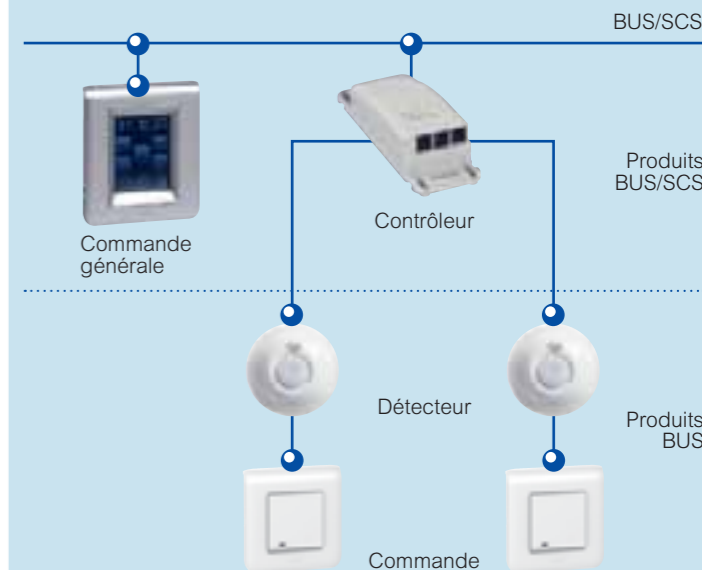 BUS/SCS
Produits
BUS/SCS
Contrôleur
Commande
générale
Détecteur
Produits
BUS
Commande